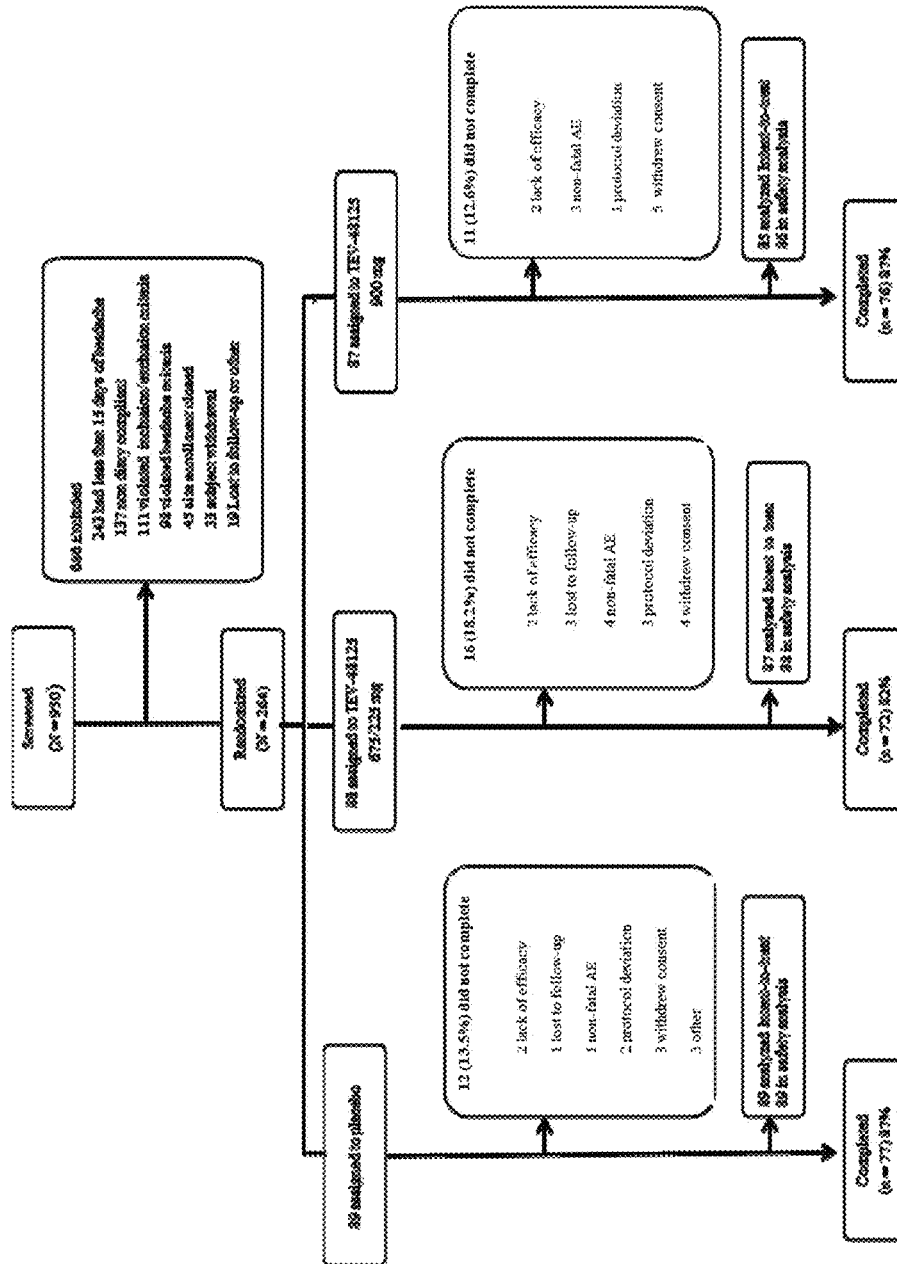 Screened
(N = 950)
686 Excluded
243 had less than 15 days of headache
137 non diary compliant
111 violated inclusion/exclusion criteria
98 violated headache criteria
45 site enrollment closed
33 subject withdrawal
19 Lost to follow-up or other
Randomized
(N = 264)
89 assigned to placebo
88 assigned to TEV-48125
675/225 mg
87 assigned to TEV-48125
900 mg
12 (13.5%) did not complete
2 lack of efficacy
1 lost to follow-up
1 non-fatal AE
2 protocol deviation
3 withdrew consent
3 other
16 (18.2%) did not complete
2 lack of efficacy
3 lost to follow-up
4 non-fatal AE
3 protocol deviation
4 withdrew consent
11 (12.6%) did not complete
2 lack of efficacy
3 non-fatal AE
1 protocol deviation
5 withdrew consent
89 analyzed intent-to-treat
89 in safety analysis
87 analyzed intent to treat
88 in safety analysis
85 analyzed intent-to-treat
86 in safety analysis
Completed
(n = 77) 87%
Completed
(n = 72) 82%
Completed
(n = 76) 87%